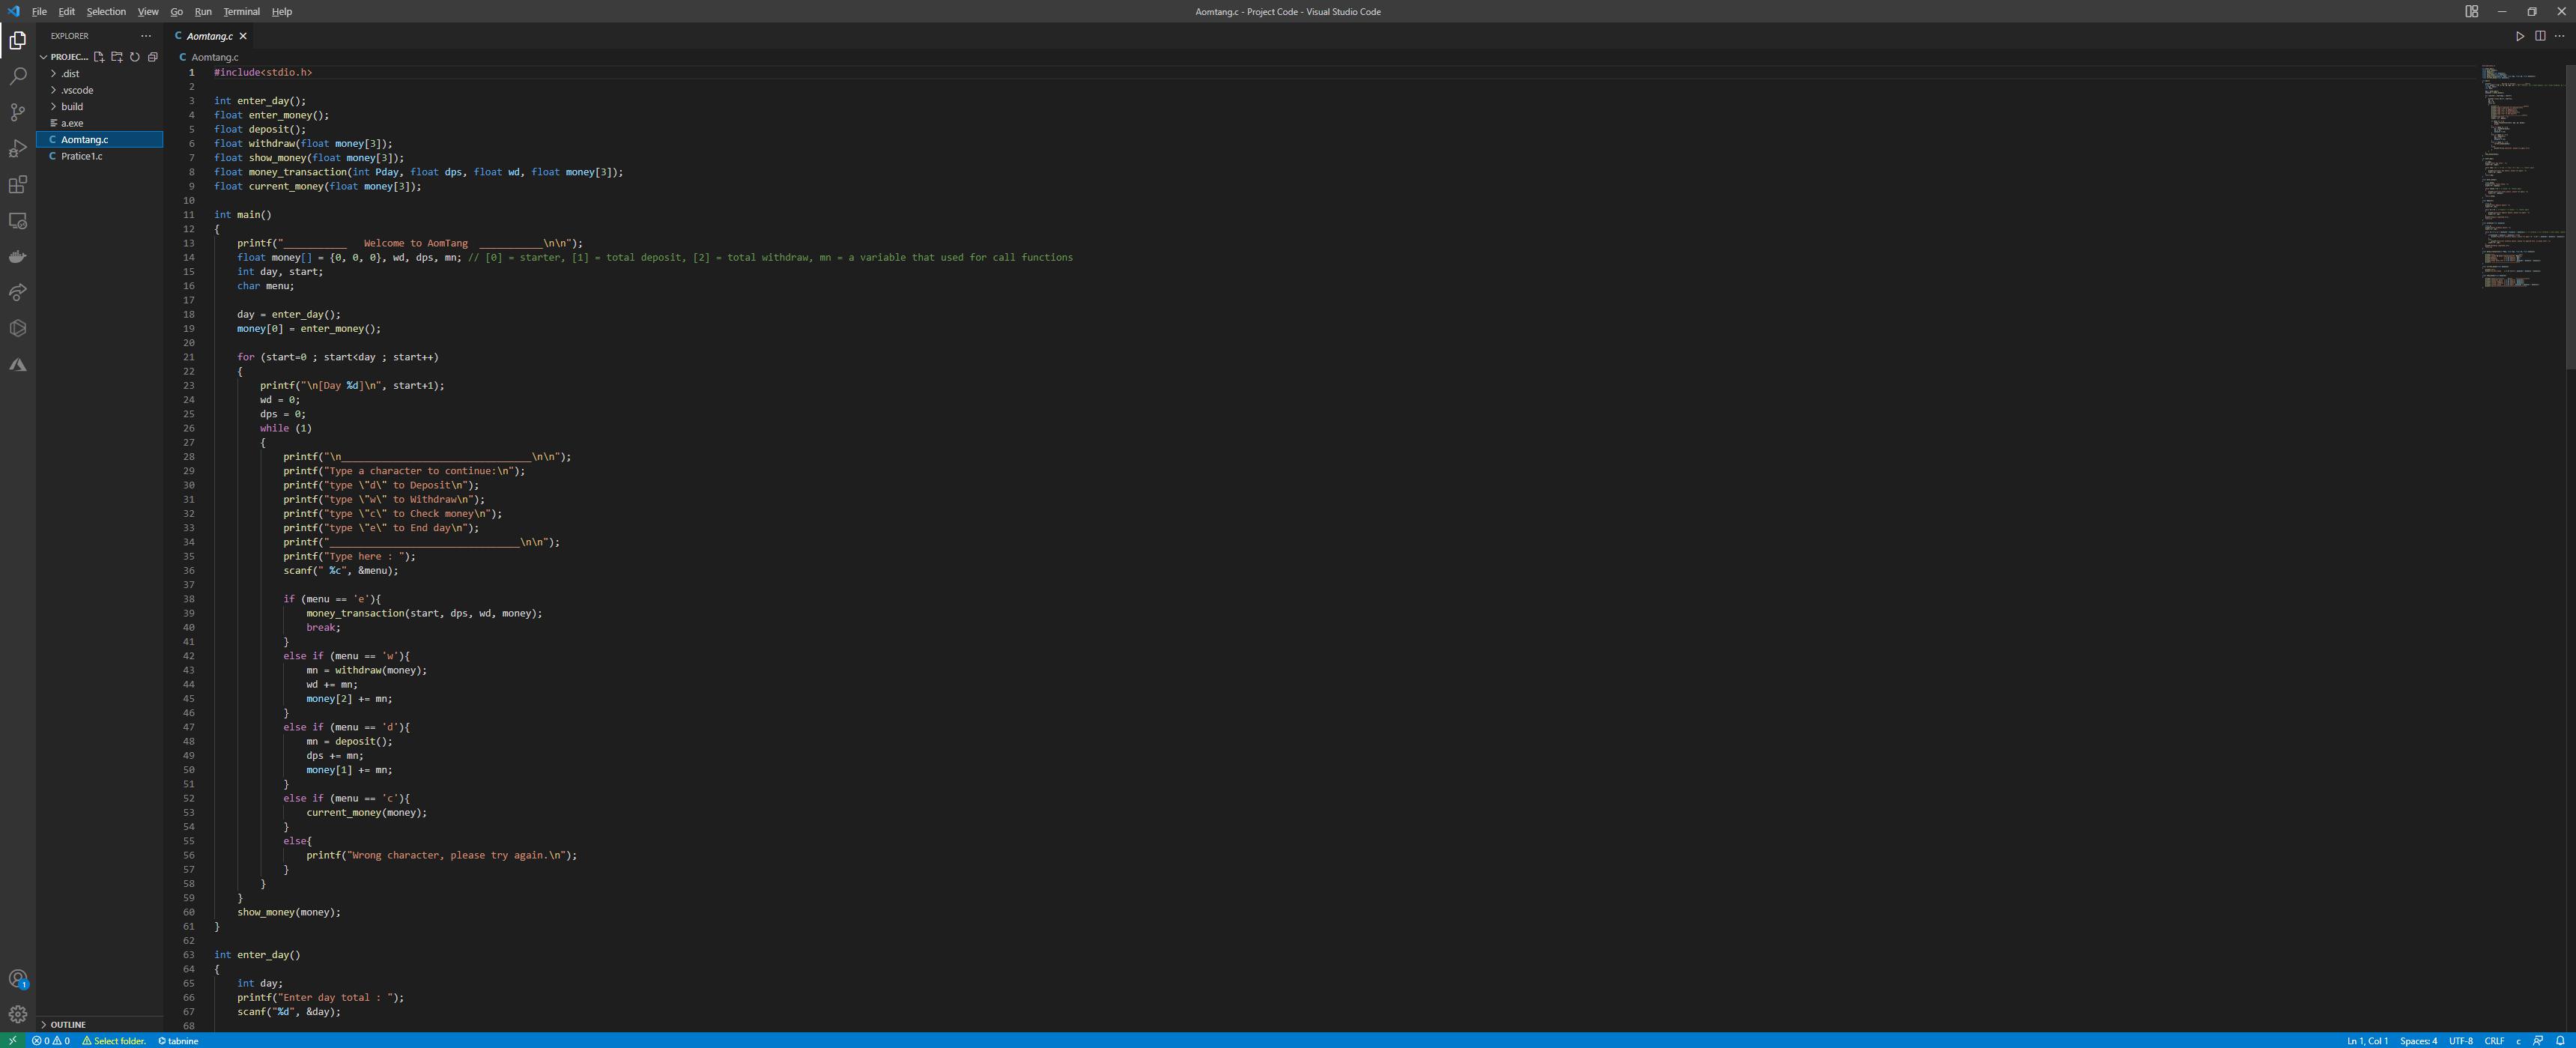 File Edit Selection View Go Run Terminal Help
Aomtang.c - Project Code - Visual Studio Code
EXPLORER
PROJEC...
.dist
.vscode
build
a.exe
Aomtang.c
Pratice1.c
OUTLINE
Aomtang.c
Aomtang.c
1 #include<stdio.h>
2
3 int enter_day();
4 float enter_money();
5 float deposit();
6 float withdraw(float money[3]);
7 float show_money(float money[3]);
8 float money_transaction(int Pday, float dps, float wd, float money[3]);
9 float current_money(float money[3]);
10
11 int main()
12 {
13 printf("___________   Welcome to AomTang  ___________\n\n");
14 float money[] = {0, 0, 0}, wd, dps, mn; // [0] = starter, [1] = total deposit, [2] = total withdraw, mn = a variable that used for call functions
15 int day, start;
16 char menu;
17
18 day = enter_day();
19 money[0] = enter_money();
20
21 for (start=0 ; start<day ; start++)
22 {
23 printf("\n[Day %d]\n", start+1);
24 wd = 0;
25 dps = 0;
26 while (1)
27 {
28 printf("\n_________________________________\n\n");
29 printf("Type a character to continue:\n");
30 printf("type \"d\" to Deposit\n");
31 printf("type \"w\" to Withdraw\n");
32 printf("type \"c\" to Check money\n");
33 printf("type \"e\" to End day\n");
34 printf("_________________________________\n\n");
35 printf("Type here : ");
36 scanf(" %c", &menu);
37
38 if (menu == 'e'){
39 money_transaction(start, dps, wd, money);
40 break;
41 }
42 else if (menu == 'w'){
43 mn = withdraw(money);
44 wd += mn;
45 money[2] += mn;
46 }
47 else if (menu == 'd'){
48 mn = deposit();
49 dps += mn;
50 money[1] += mn;
51 }
52 else if (menu == 'c'){
53 current_money(money);
54 }
55 else{
56 printf("Wrong character, please try again.\n");
57 }
58 }
59 }
60 show_money(money);
61 }
62
63 int enter_day()
64 {
65 int day;
66 printf("Enter day total : ");
67 scanf("%d", &day);
68
1
0 0 Select folder. tabnine
Ln 1, Col 1 Spaces: 4 UTF-8 CRLF c